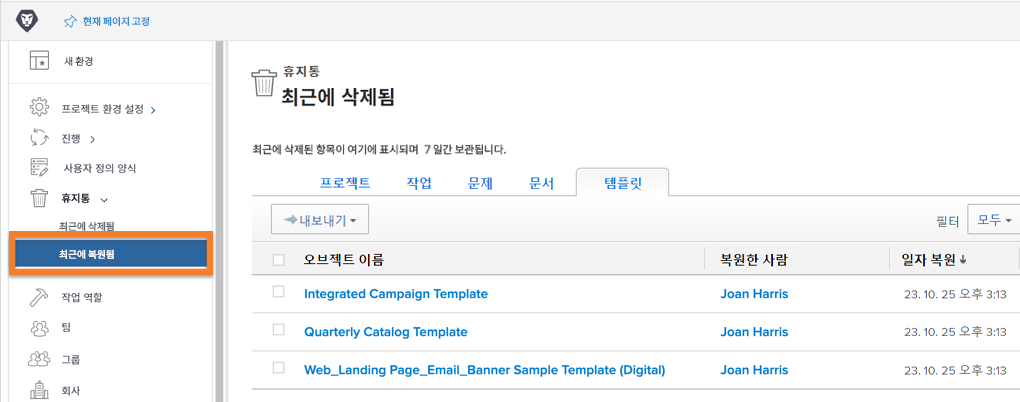 현재 페이지 고정
새 환경
프로젝트 환경 설정
진행
사용자 정의 양식
휴지통
최근에 삭제됨
최근에 복원됨
작업 역할
팀
그룹
회사
휴지통
최근에 삭제됨
최근에 삭제된 항목이 여기에 표시되며 7 일간 보관됩니다.
프로젝트 작업 문제 문서 템플릿
내보내기
필터 모두
오브젝트 이름 복원한 사람 일자 복원
Integrated Campaign Template Joan Harris 23. 10. 25 오후 3:13
Quarterly Catalog Template Joan Harris 23. 10. 25 오후 3:13
Web_Landing Page_Email_Banner Sample Template (Digital) Joan Harris 23. 10. 25 오후 3:13